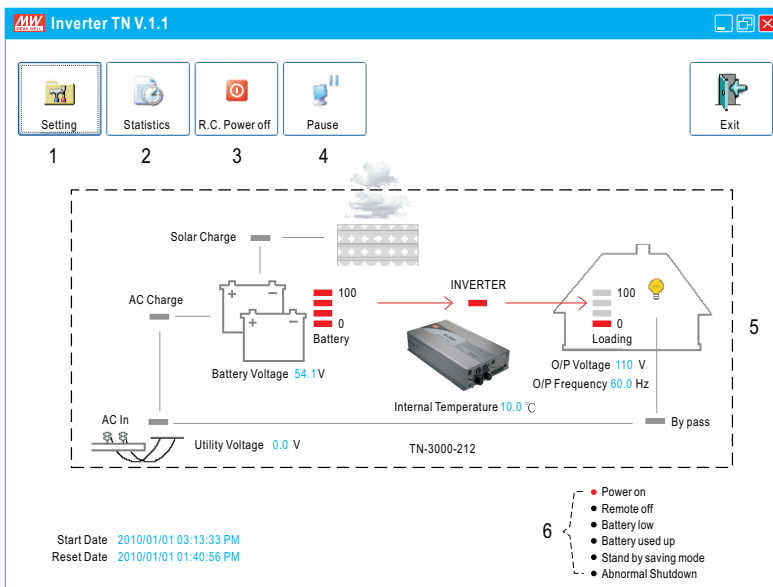 MW
MEAN WELL
Inverter TN V.1.1
Setting
Statistics
R.C. Power off
Pause
Exit
1
2
3
4
Solar Charge
AC Charge
100
0
Battery
Battery Voltage 54.1V
INVERTER
100
0
Loading
O/P Voltage 110 V
O/P Frequency 60.0 Hz
5
Internal Temperature 10.0 ℃
AC In
Utility Voltage 0.0 V
TN-3000-212
By pass
6
Power on
Remote off
Battery low
Battery used up
Stand by saving mode
Abnormal Shutdown
Start Date 2010/01/01 03:13:33 PM
Reset Date 2010/01/01 01:40:56 PM